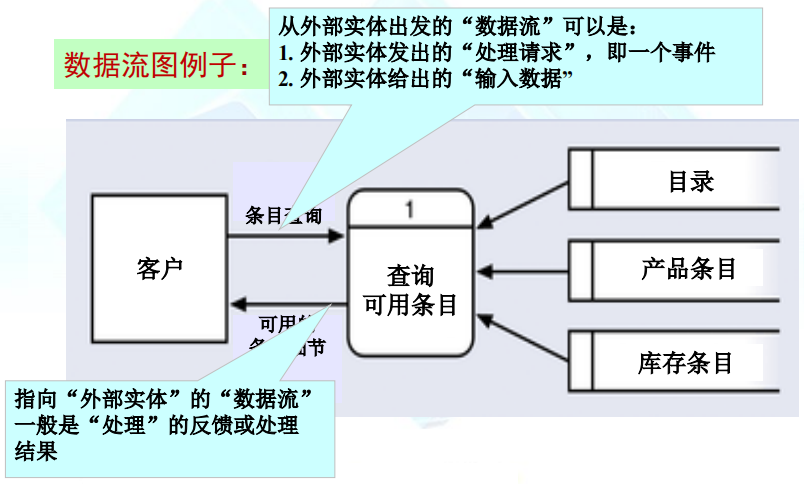 从外部实体出发的“数据流”可以是：
1. 外部实体发出的“处理请求”，即一个事件
2. 外部实体给出的“输入数据”
数据流图例子：
条目查询
客户
1
查询
可用条目
目录
产品条目
库存条目
可用的
节
指向“外部实体”的“数据流”
一般是“处理”的反馈或处理
结果